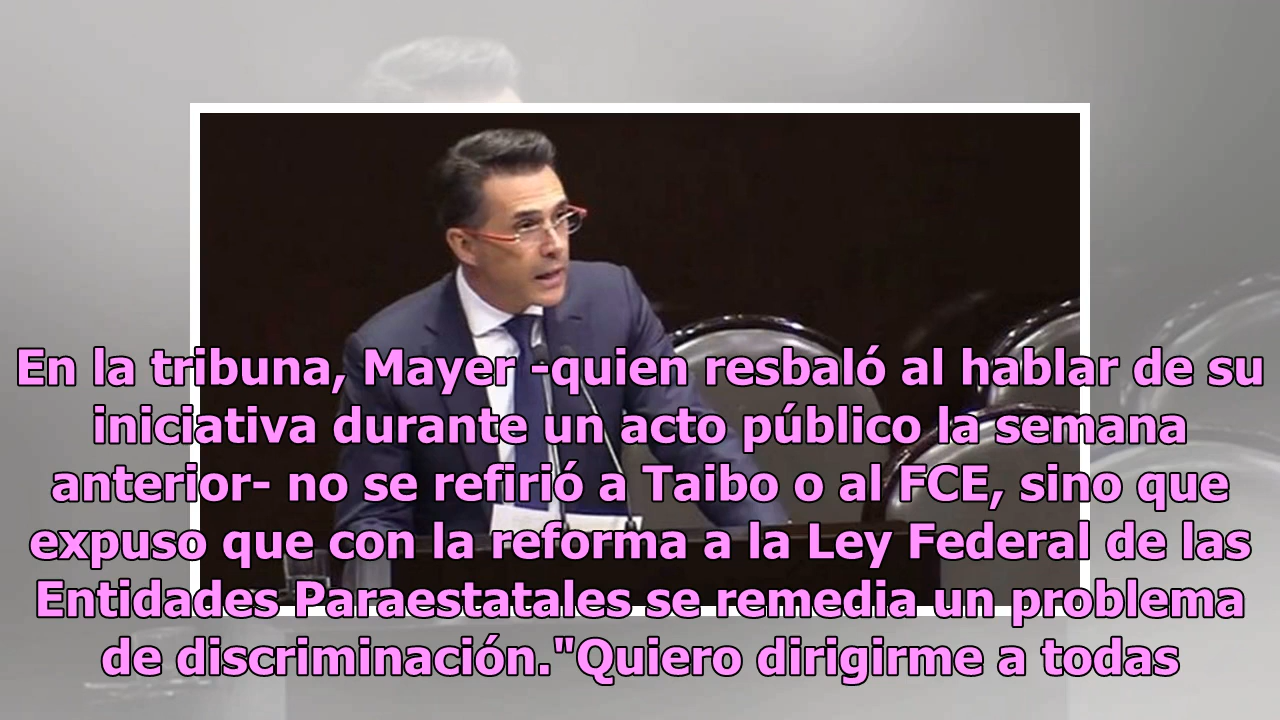 En la tribuna, Mayer -quien resbaló al hablar de su
iniciativa durante un acto público la semana
anterior- no se refirió a Taibo o al FCE, sino que
expuso que con la reforma a la Ley Federal de las
Entidades Paraestatales se remedia un problema
de discriminación."Quiero dirigirme a todas